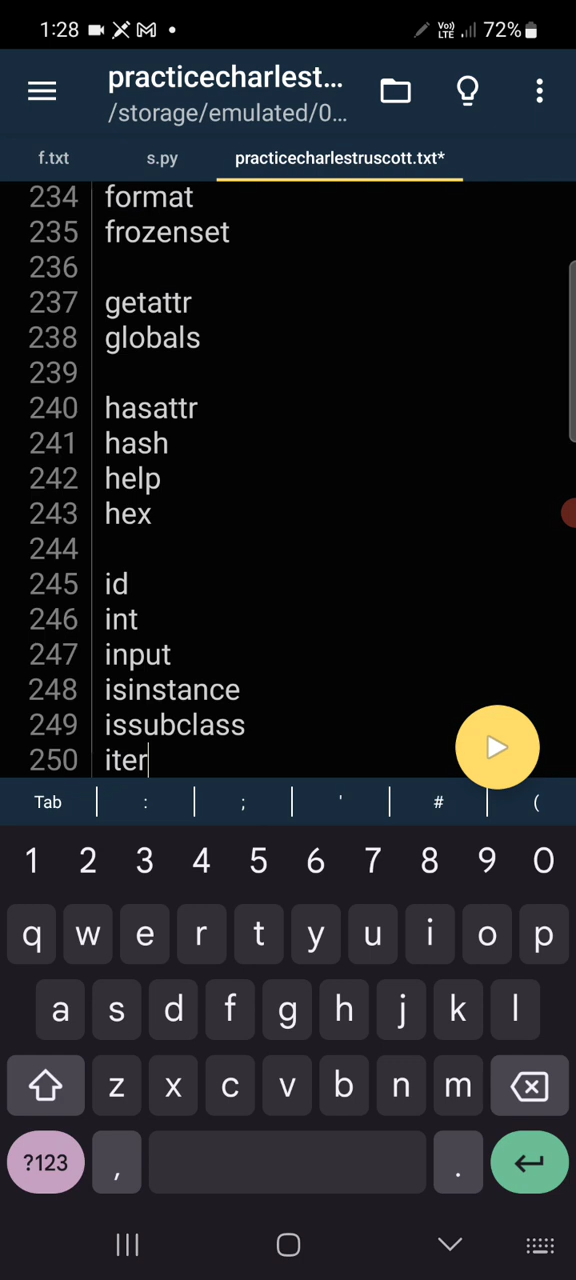 1:28 Vo) LTE 72%
practicecharlest...
/storage/emulated/0...
f.txt s.py practicecharlestruscott.txt*
234 format
235 frozenset
236
237 getattr
238 globals
239
240 hasattr
241 hash
242 help
243 hex
244
245 id
246 int
247 input
248 isinstance
249 issubclass
250 iter
Tab : ; ' # (
1 2 3 4 5 6 7 8 9 0
q w e r t y u i o p
a s d f g h j k l
z x c v b n m
?123 , .